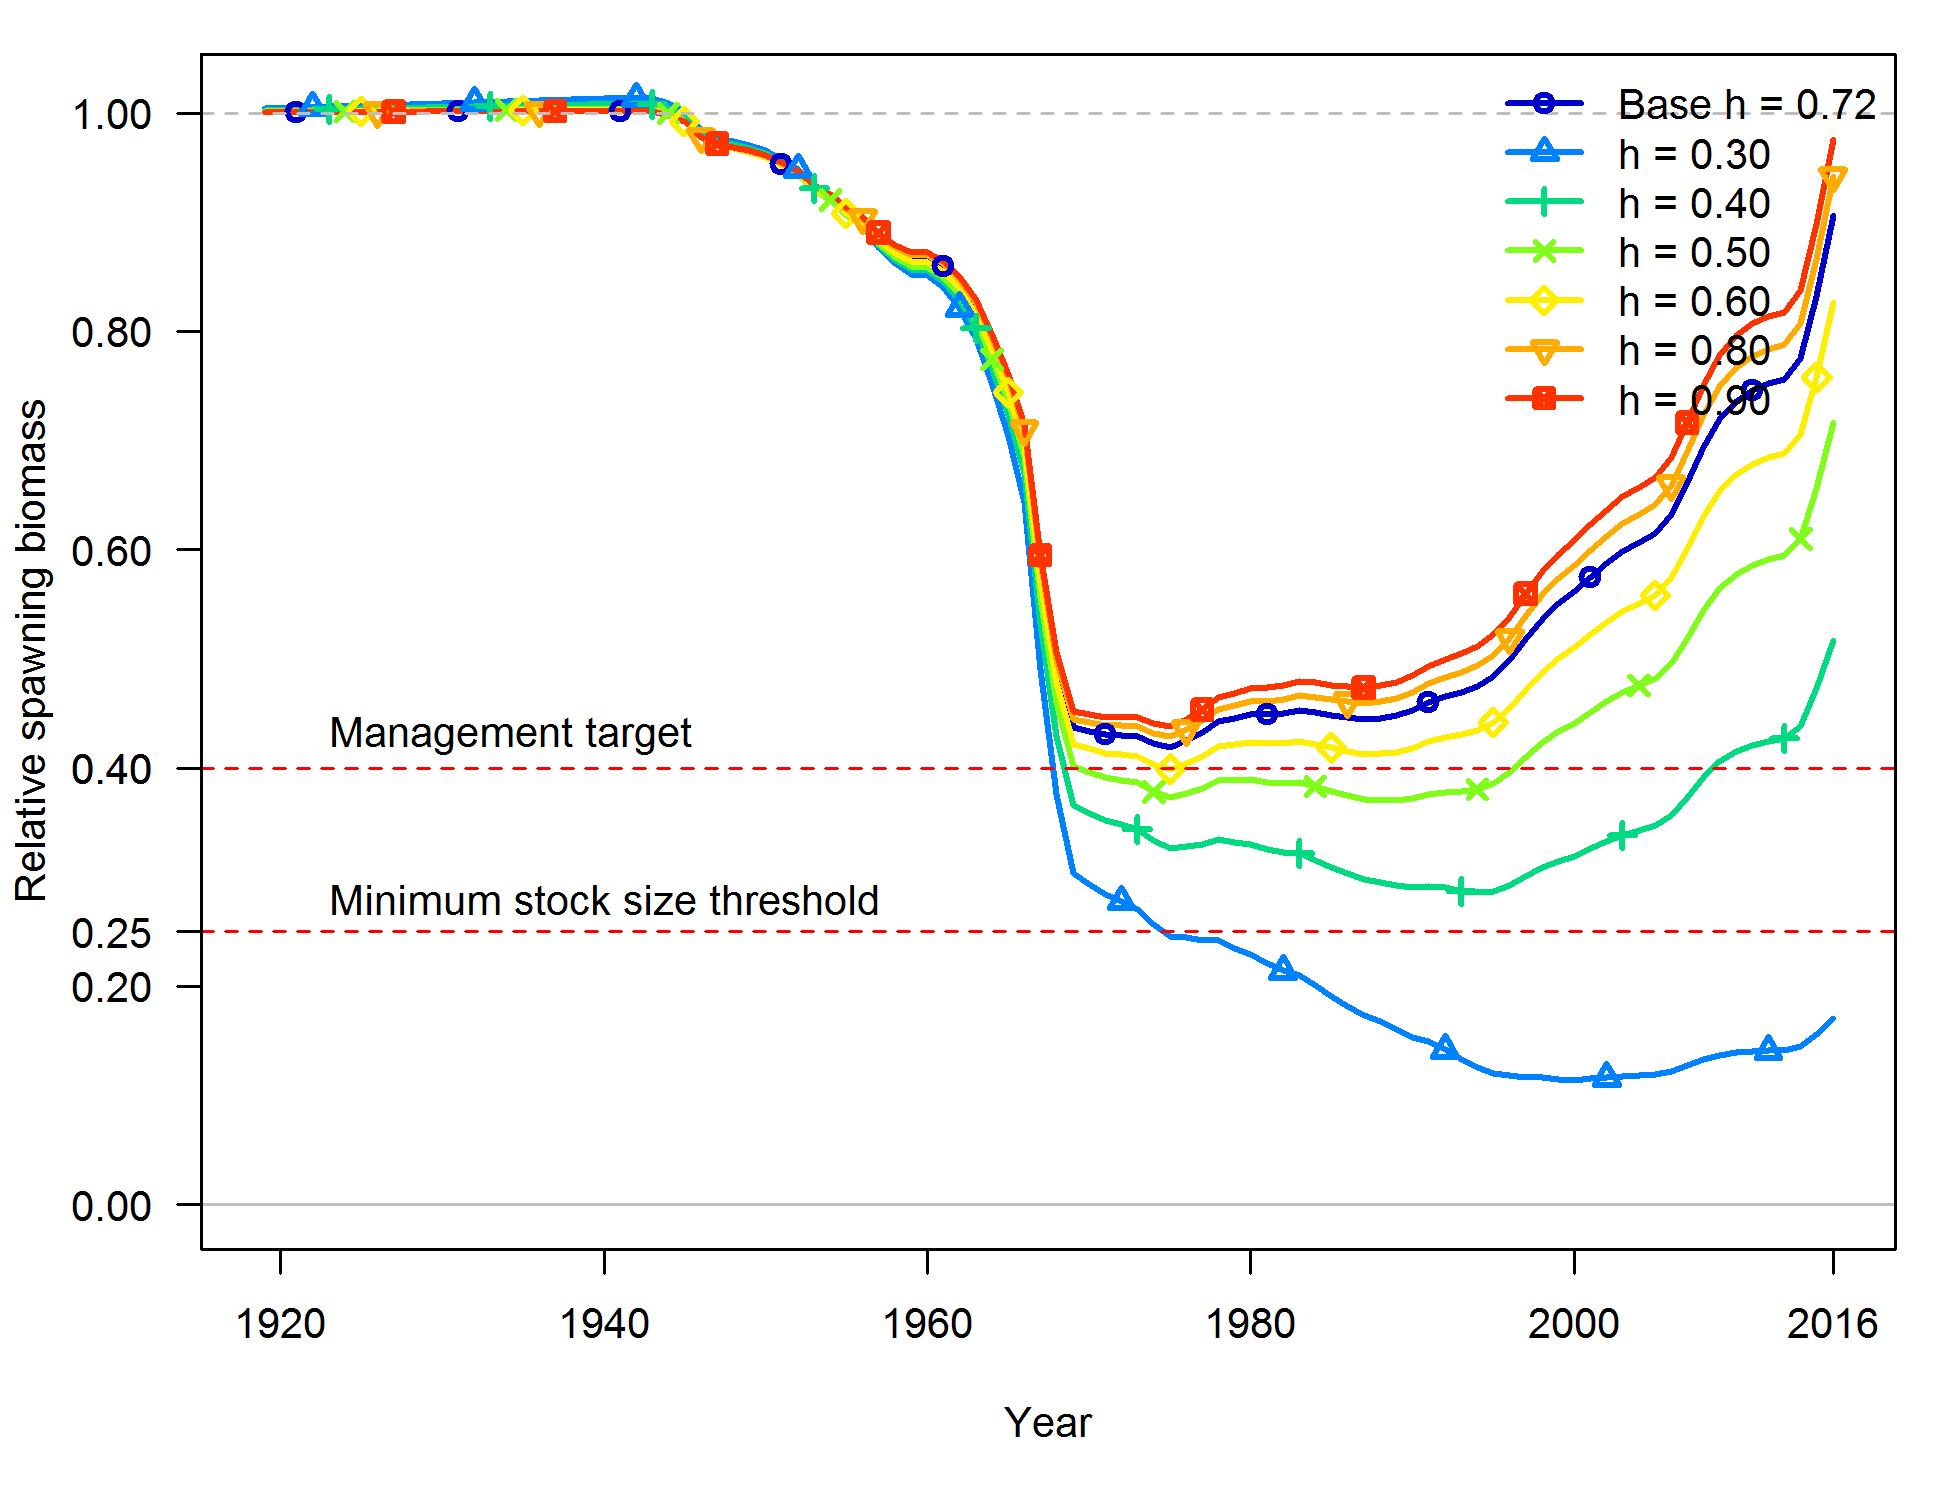 Relative spawning biomass
1.00
0.80
0.60
0.40
0.25
0.20
0.00
Base h = 0.72
h = 0.30
h = 0.40
h = 0.50
h = 0.60
h = 0.80
h = 0.90
Management target
Minimum stock size threshold
1920
1940
1960
1980
2000
2016
Year